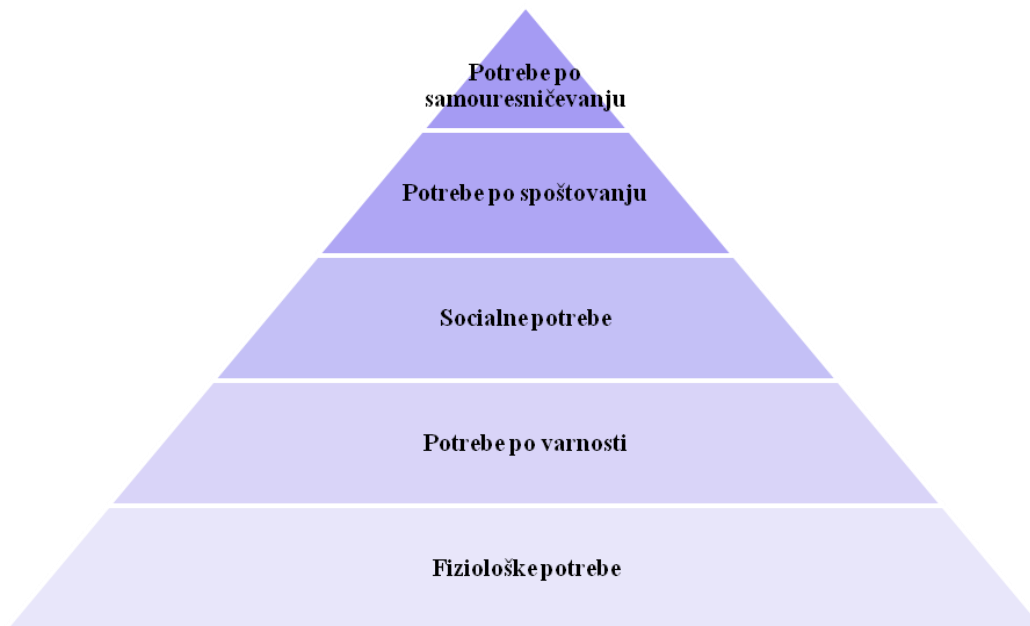 Potrebe po
samouresničevanju
Potrebe po spoštovanju
Socialne potrebe
Potrebe po varnosti
Fiziološke potrebe